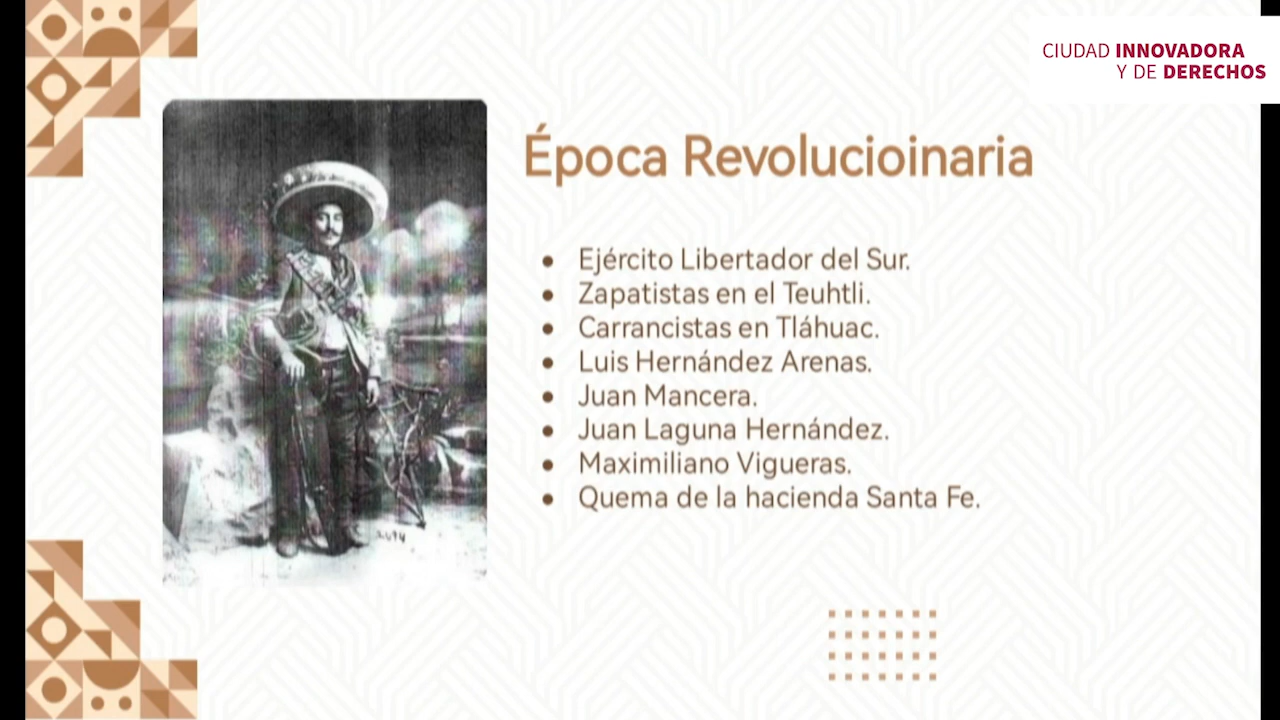 CIUDAD INNOVADORA
Y DE DERECHOS
Época Revolucioinaria
Ejército Libertador del Sur.
Zapatistas en el Teuhtli.
Carrancistas en Tláhuac.
Luis Hernández Arenas.
Juan Mancera.
Juan Laguna Hernández.
Maximiliano Vigueras.
Quema de la hacienda Santa Fe.